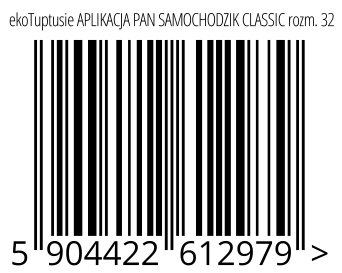 ekoTuptusie APLIKACJA PAN SAMOCHODZIK CLASSIC rozm. 32
5 904422 612979 >